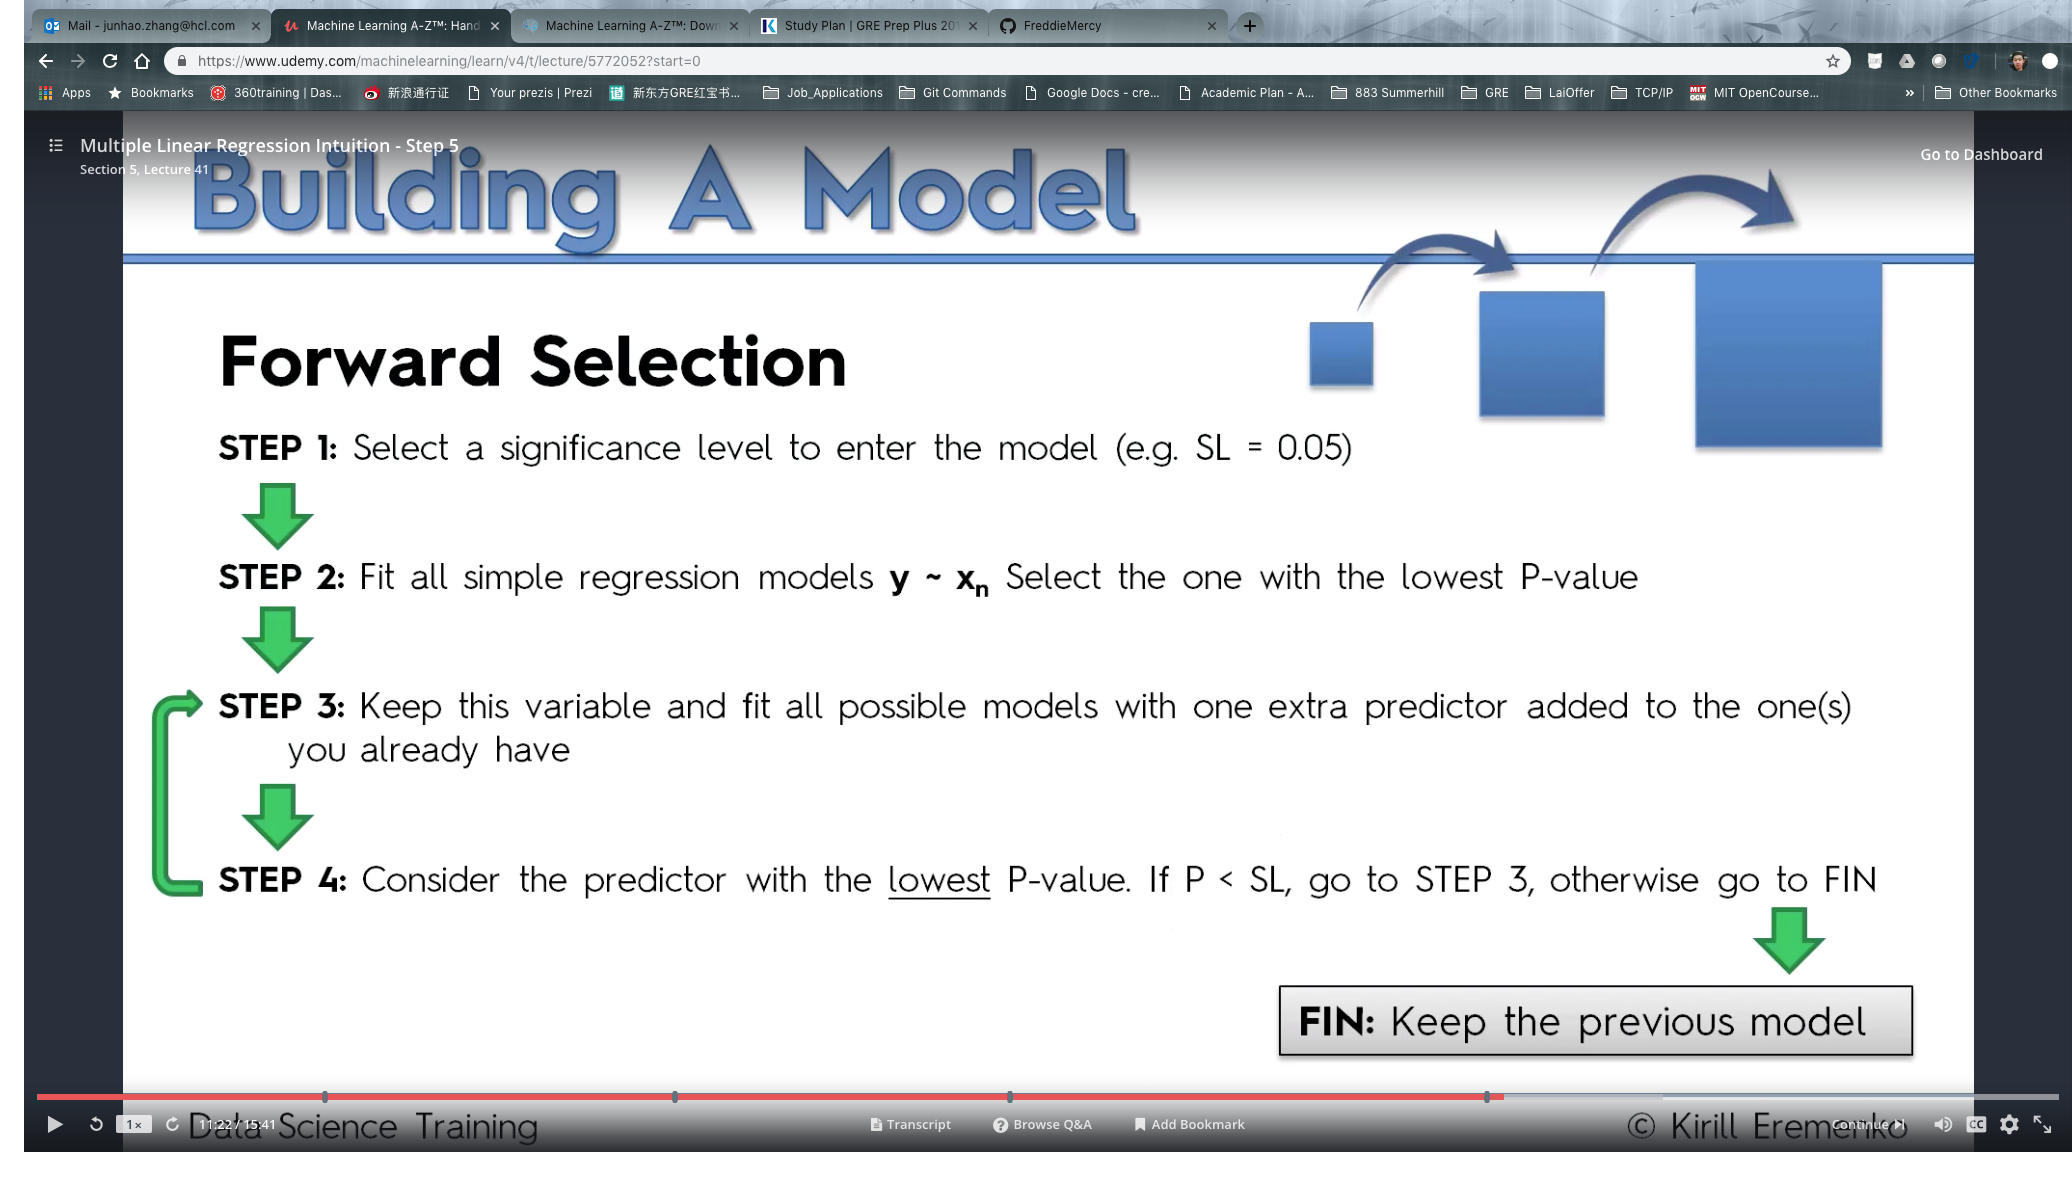 Mail - junhao.zhang@hcl.com
Machine Learning A-Z™: Hand
Machine Learning A-Z™: Down
Study Plan | GRE Prep Plus 201
FreddieMercy
https://www.udemy.com/machinelearning/learn/v4/t/lecture/5772052?start=0
Apps
Bookmarks
360training | Das...
新浪通行证
Your prezis | Prezi
新东方GRE红宝书...
Job_Applications
Git Commands
Google Docs - cre...
Academic Plan - A...
883 Summerhill
GRE
LaiOffer
TCP/IP
MIT OpenCourse...
»
Other Bookmarks
Multiple Linear Regression Intuition - Step 5
Section 5, Lecture 41
Go to Dashboard
Building A Model
Forward Selection
STEP 1: Select a significance level to enter the model (e.g. SL = 0.05)
STEP 2: Fit all simple regression models y ~ xₙ Select the one with the lowest P-value
STEP 3: Keep this variable and fit all possible models with one extra predictor added to the one(s)
you already have
STEP 4: Consider the predictor with the lowest P-value. If P < SL, go to STEP 3, otherwise go to FIN
FIN: Keep the previous model
1×
11:22 / 15:41
Data Science Training
Transcript
Browse Q&A
Add Bookmark
© Kirill Eremenko
Continue
CC